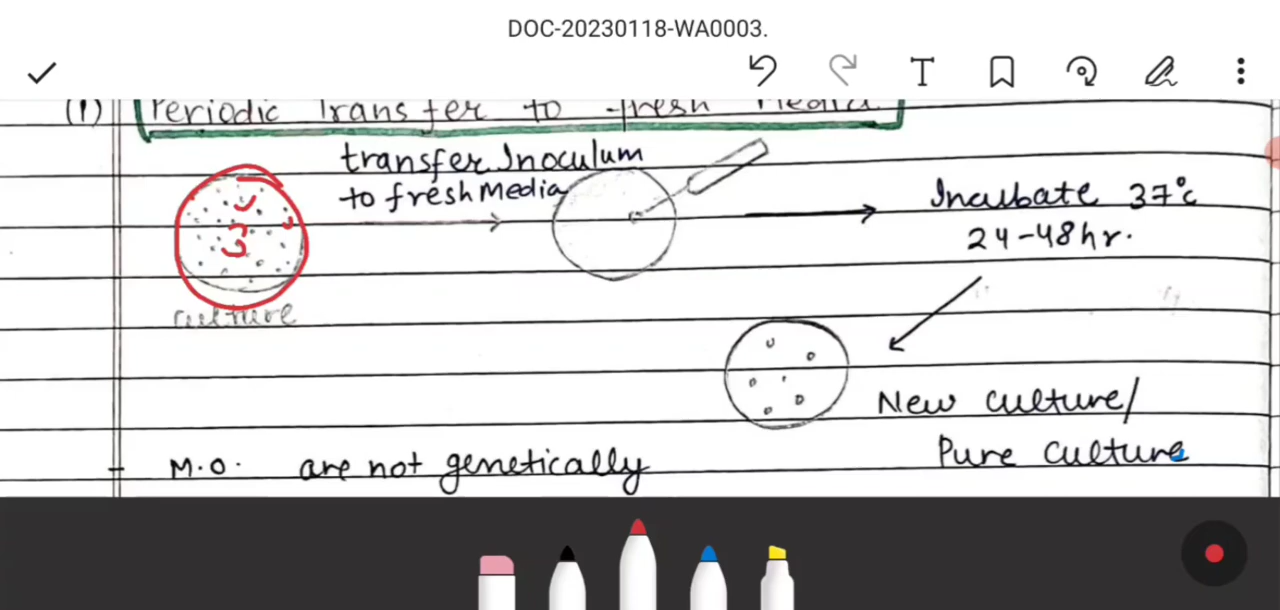 DOC-20230118-WA0003.
T
(1) Periodic Transfer to fresh Media
transfer Inoculum
to fresh Media
Incubate 37°c
24-48hr.
culture
New culture/
Pure culture
M.O. are not genetically